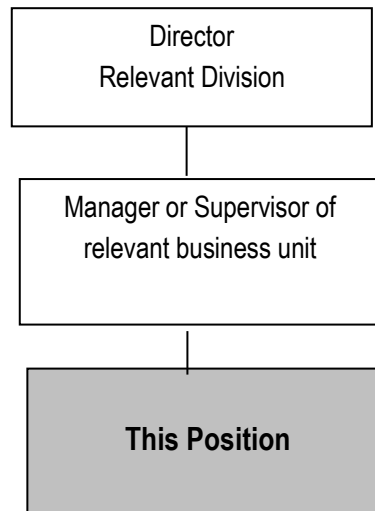 Director
Relevant Division
Manager or Supervisor of
relevant business unit
This Position